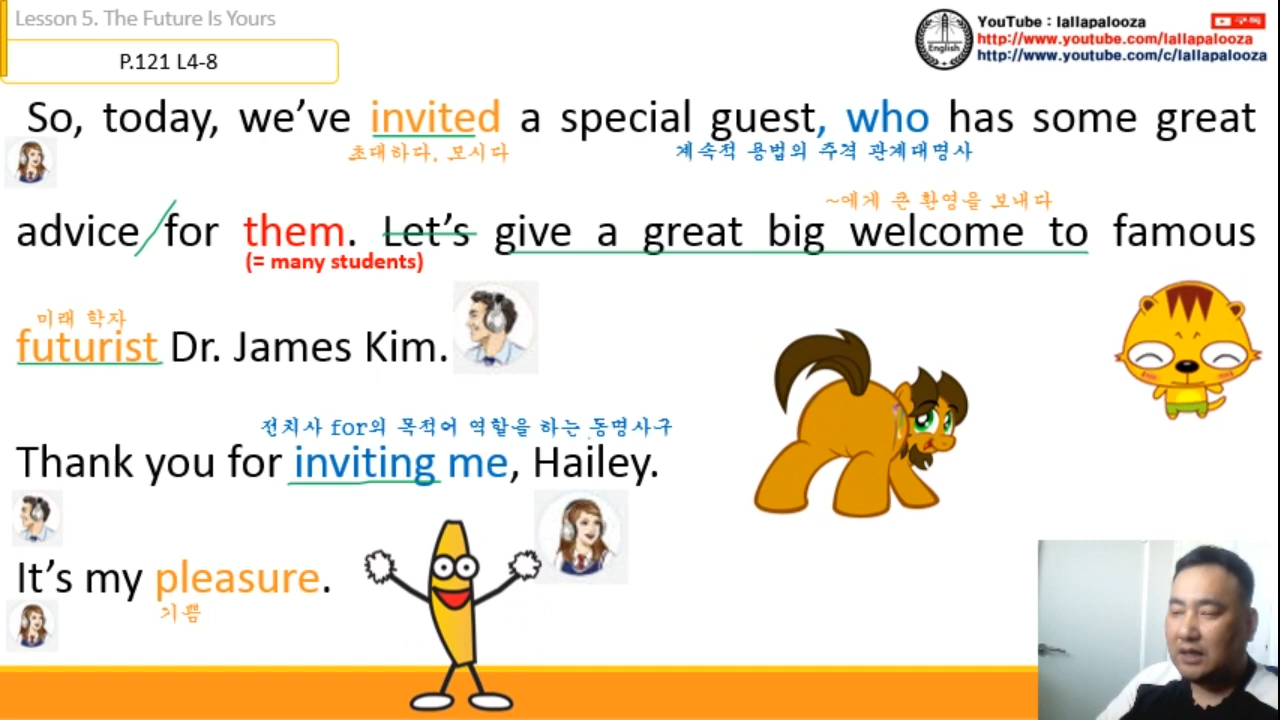 Lesson 5. The Future Is Yours
P.121 L4-8
English
YouTube : lallapalooza
구독
http://www.youtube.com/lallapalooza
http://www.youtube.com/c/lallapalooza
So, today, we've invited a special guest, who has some great
초대하다, 모시다
계속적 용법의 주격 관계대명사
~에게 큰 환영을 보내다
advice for them. Let's give a great big welcome to famous
(= many students)
미래 학자
futurist Dr. James Kim.
전치사 for의 목적어 역할을 하는 동명사구
Thank you for inviting me, Hailey.
It's my pleasure.
기쁨